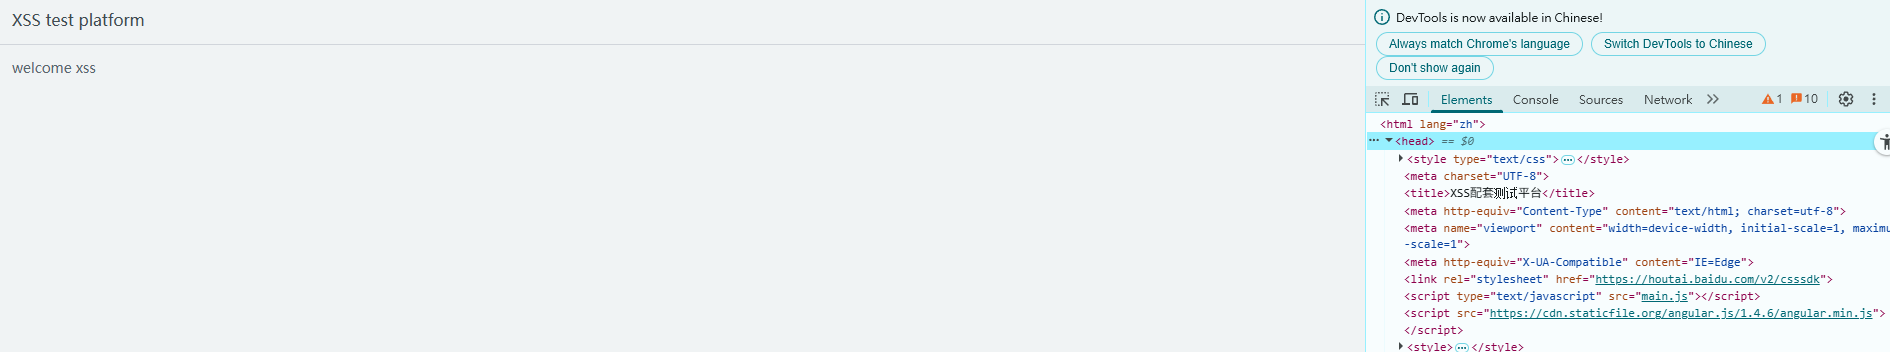 XSS test platform
welcome xss
DevTools is now available in Chinese!
Always match Chrome's language
Switch DevTools to Chinese
Don't show again
Elements Console Sources Network 1 10
<html lang="zh">
<head> == $0
<style type="text/css"> </style>
<meta charset="UTF-8">
<title>XSS配套测试平台</title>
<meta http-equiv="Content-Type" content="text/html; charset=utf-8">
<meta name="viewport" content="width=device-width, initial-scale=1, maximu
-scale=1">
<meta http-equiv="X-UA-Compatible" content="IE=Edge">
<link rel="stylesheet" href="https://houtai.baidu.com/v2/csssdk">
<script type="text/javascript" src="main.js"></script>
<script src="https://cdn.staticfile.org/angular.js/1.4.6/angular.min.js">
</script>
<style> </style>